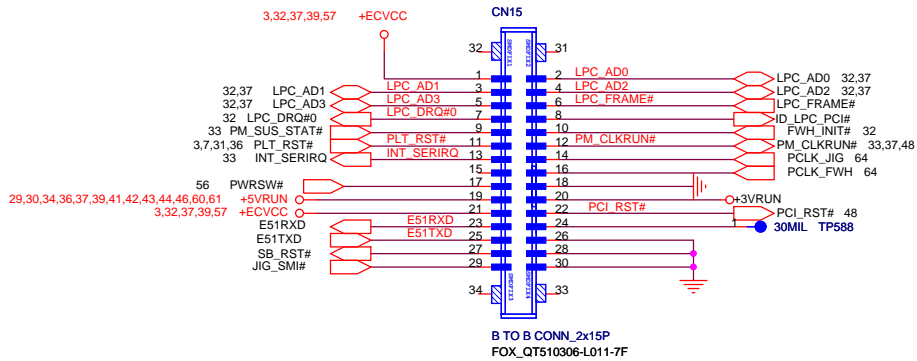 CN15
3,32,37,39,57 +ECVCC
32 SMDFIX1 SMDFIX2 31
1 2 LPC_AD0 LPC_AD0 32,37
32,37 LPC_AD1 LPC_AD1 3 4 LPC_AD2 LPC_AD2 32,37
32,37 LPC_AD3 LPC_AD3 5 6 LPC_FRAME# LPC_FRAME#
32 LPC_DRQ#0 LPC_DRQ#0 7 8 ID_LPC_PCI#
33 PM_SUS_STAT# 9 10 FWH_INIT# 32
3,7,31,36 PLT_RST# PLT_RST# 11 12 PM_CLKRUN# PM_CLKRUN# 33,37,48
33 INT_SERIRQ INT_SERIRQ 13 14 PCLK_JIG 64
15 16 PCLK_FWH 64
56 PWRSW# 17 18
29,30,34,36,37,39,41,42,43,44,46,60,61 +5VRUN 19 20 +3VRUN
3,32,37,39,57 +ECVCC 21 22 PCI_RST# PCI_RST# 48
E51RXD E51RXD 23 24 1 30MIL TP588
E51TXD E51TXD 25 26
SB_RST# 27 28
JIG_SMI# 29 30
34 SMDFIX3 SMDFIX4 33
B TO B CONN_2x15P
FOX_QT510306-L011-7F